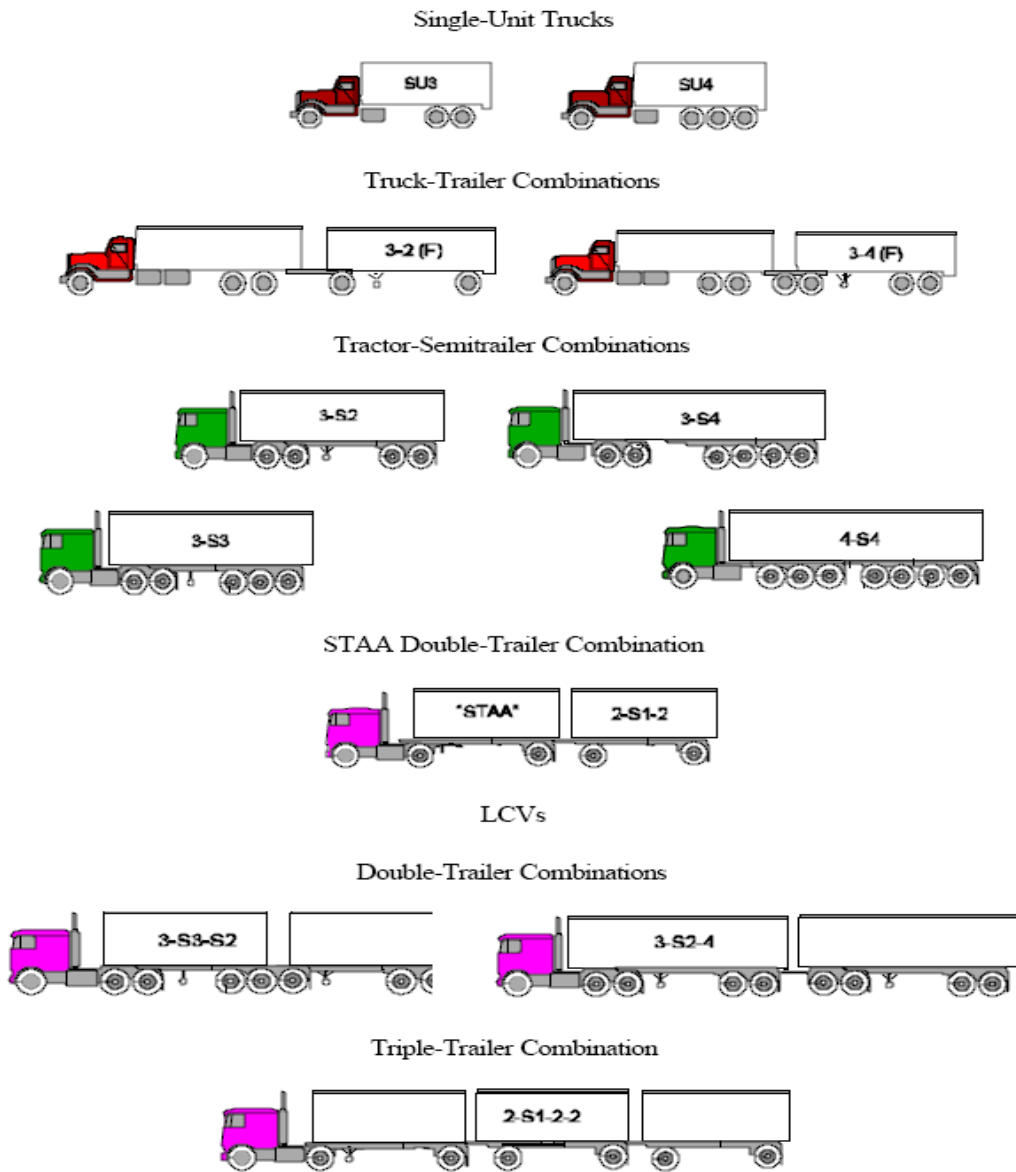 Single-Unit Trucks
SU3 SU4
Truck-Trailer Combinations
3-2 (F) 3-4 (F)
Tractor-Semitrailer Combinations
3-S2 3-S4
3-S3 4-S4
STAA Double-Trailer Combination
"STAA" 2-S1-2
LCVs
Double-Trailer Combinations
3-S3-S2 3-S2-4
Triple-Trailer Combination
2-S1-2-2